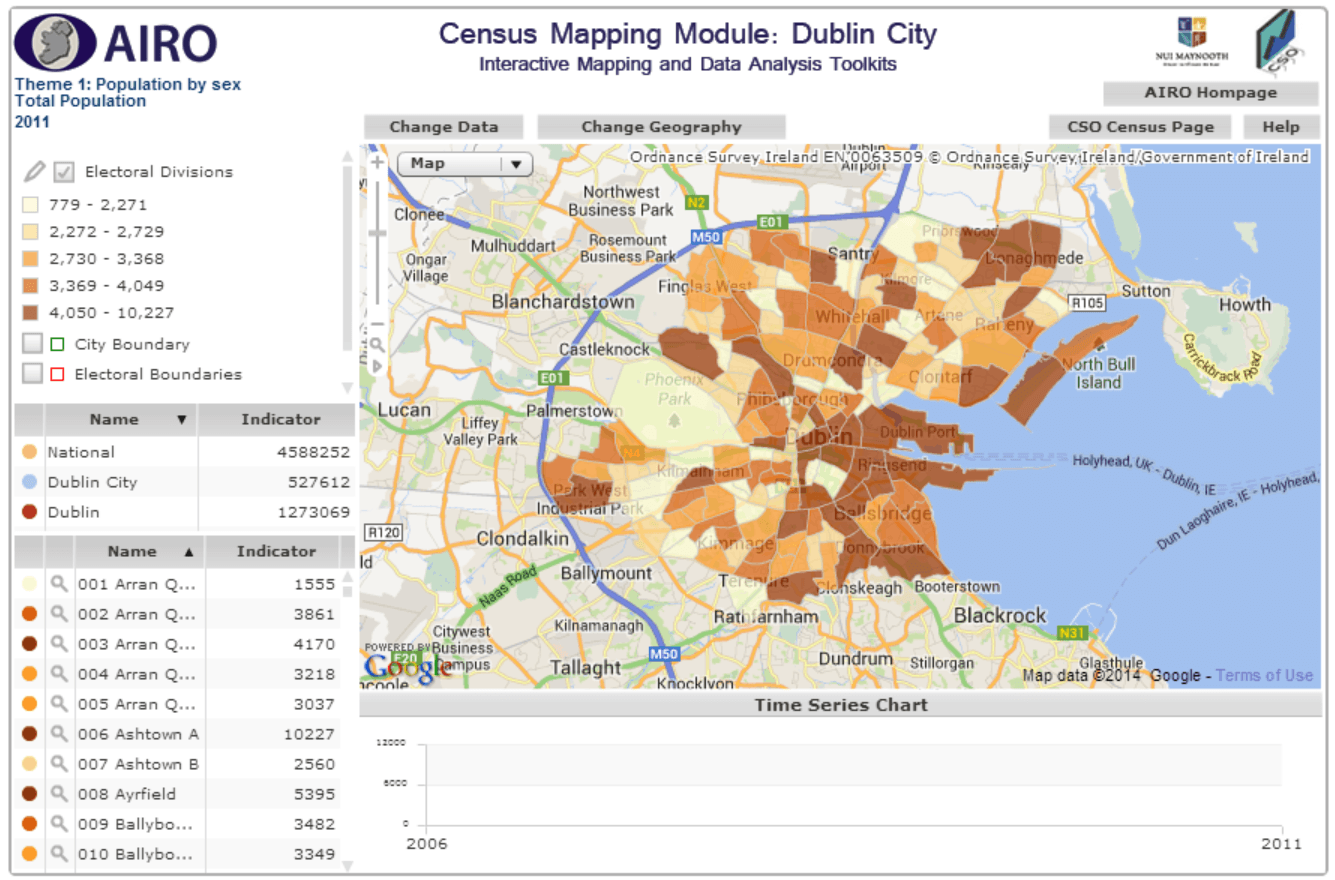 AIRO
Census Mapping Module: Dublin City
Interactive Mapping and Data Analysis Toolkits
NUI MAYNOOTH
CSO
Theme 1: Population by sex
Total Population
2011
AIRO Hompage
Change Data
Change Geography
CSO Census Page
Help
Electoral Divisions
779 - 2,271
2,272 - 2,729
2,730 - 3,368
3,369 - 4,049
4,050 - 10,227
City Boundary
Electoral Boundaries
Name ▼ Indicator
National 4588252
Dublin City 527612
Dublin 1273069
Name ▲ Indicator
001 Arran Q... 1555
002 Arran Q... 3861
003 Arran Q... 4170
004 Arran Q... 3218
005 Arran Q... 3037
006 Ashtown A 10227
007 Ashtown B 2560
008 Ayrfield 5395
009 Ballybo... 3482
010 Ballybo... 3349
Map ▼
Ordnance Survey Ireland EN 0063509 © Ordnance Survey Ireland/Government of Ireland
Dublin
Airport
Kinsealy
Clonee
Northwest
Business Park
N2
E01
M50
Mulhuddart
Rosemount
Business Park
Santry
Priorswood
Donaghmede
Ongar
Village
Finglas West
Kilmore
Sutton
Blanchardstown
R105
Howth
Whitehall
Artane
Raheny
Castleknock
Drumcondra
Carrickbrack Road
E01
Phoenix
Park
Clontarf
North Bull
Island
Lucan
Palmerstown
Phibsborough
Liffey
Valley Park
Dublin
Dublin Port
N4
Kilmainham
Ringsend
Holyhead, UK - Dublin, IE
Dun Laoghaire, IE - Holyhead,
Park West
Industrial Park
Ballsbridge
R120
Clondalkin
Kimmage
Donnybrook
Naas Road
Ballymount
Terenure
Clonskeagh
Booterstown
Rathfarnham
Blackrock
Citywest
Business
Campus
Kilnamanagh
N31
POWERED BY
Google
M50
Tallaght
Dundrum
Stillorgan
Glasthule
Knocklyon
Map data ©2014 Google - Terms of Use
Time Series Chart
12000
6000
0
2006
2011